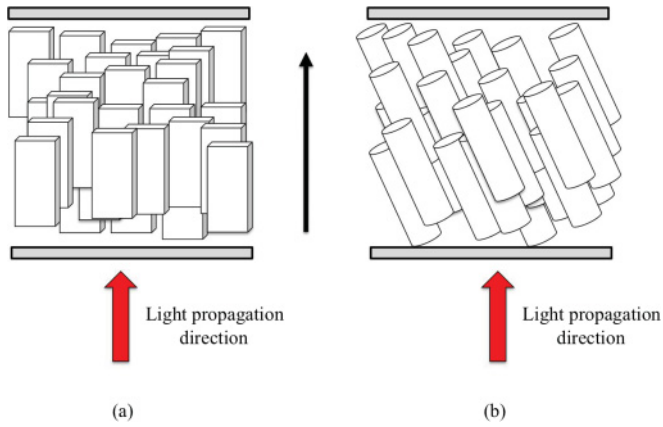 Light propagation
direction
Light propagation
direction
(a)
(b)